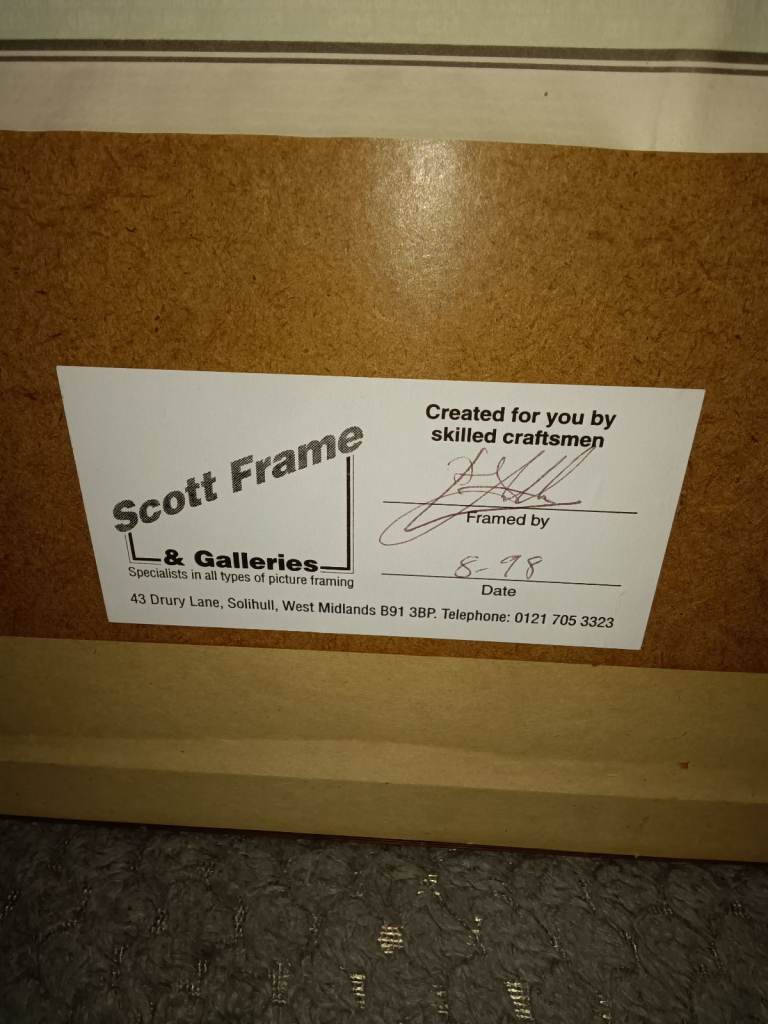 Scott Frame
& Galleries
Specialists in all types of picture framing
Created for you by
skilled craftsmen
Framed by
8-98
Date
43 Drury Lane, Solihull, West Midlands B91 3BP. Telephone: 0121 705 3323